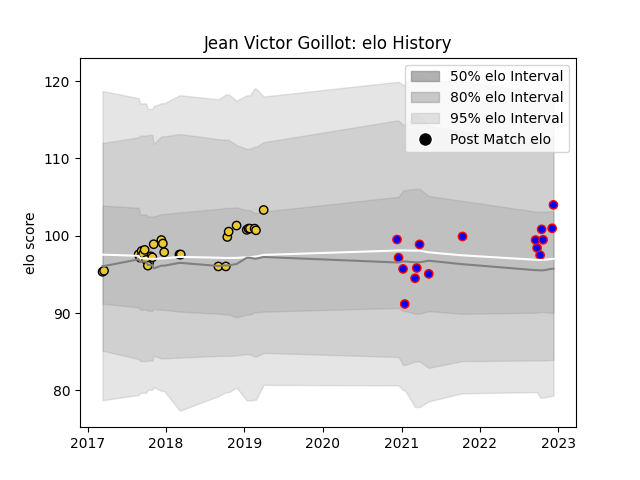 Jean Victor Goillot: elo History
50% elo Interval
80% elo Interval
95% elo Interval
Post Match elo
elo score
120
110
100
90
80
2017 2018 2019 2020 2021 2022 2023